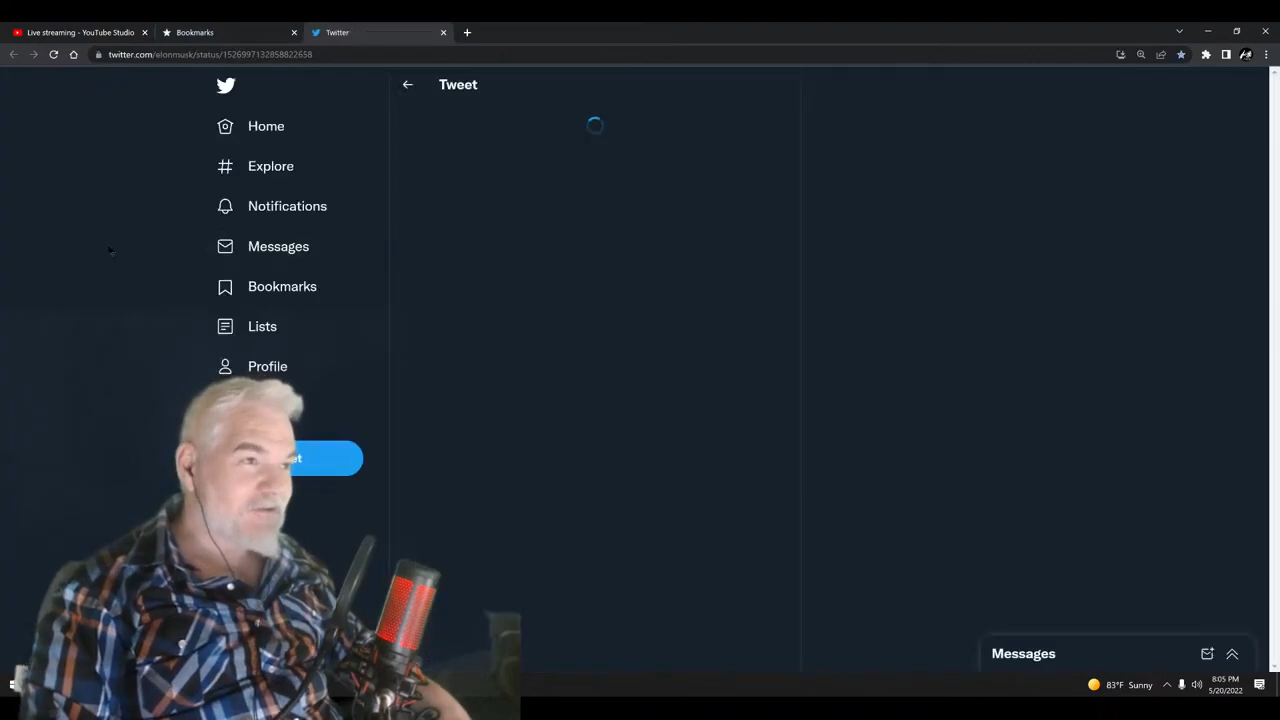 Live streaming - YouTube Studio
Bookmarks
Twitter
twitter.com/elonmusk/status/1526997132858822658
Tweet
Home
Explore
Notifications
Messages
Bookmarks
Lists
Profile
et
Messages
83°F Sunny
8:05 PM
5/20/2022